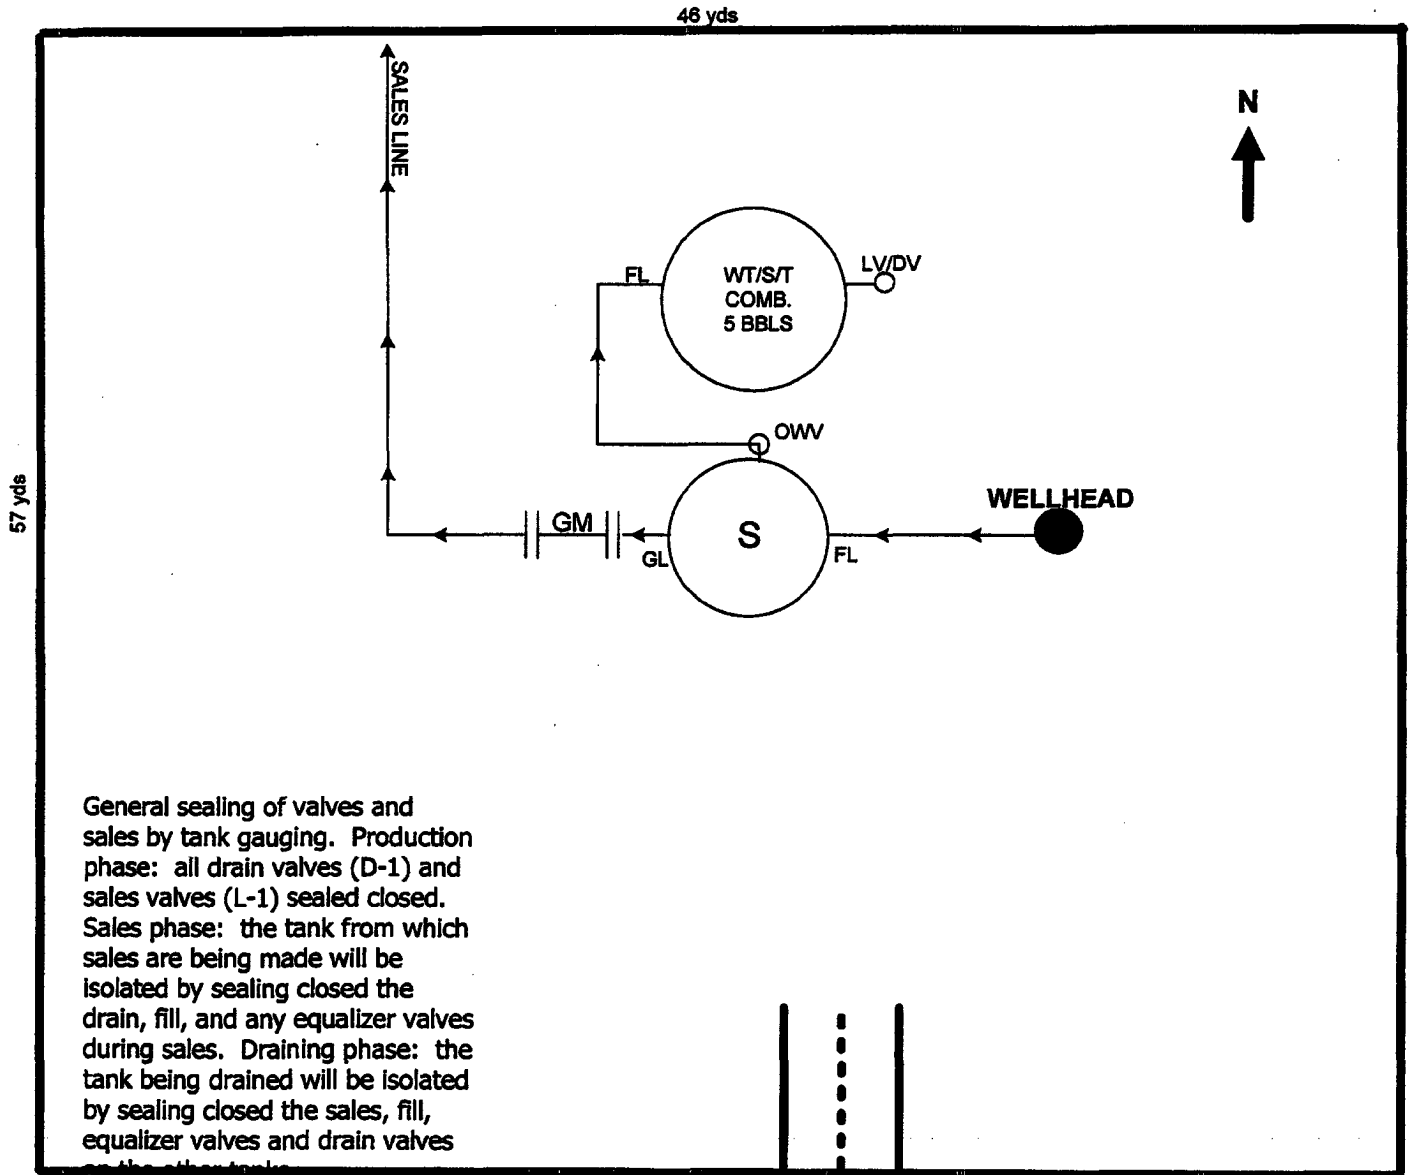 46 yds
SALES LINE
N
FL
WT/S/T
COMB.
5 BBLS
LV/DV
OWV
57 yds
WELLHEAD
GM
GL
S
FL
General sealing of valves and
sales by tank gauging. Production
phase: all drain valves (D-1) and
sales valves (L-1) sealed closed.
Sales phase: the tank from which
sales are being made will be
isolated by sealing closed the
drain, fill, and any equalizer valves
during sales. Draining phase: the
tank being drained will be isolated
by sealing closed the sales, fill,
equalizer valves and drain valves